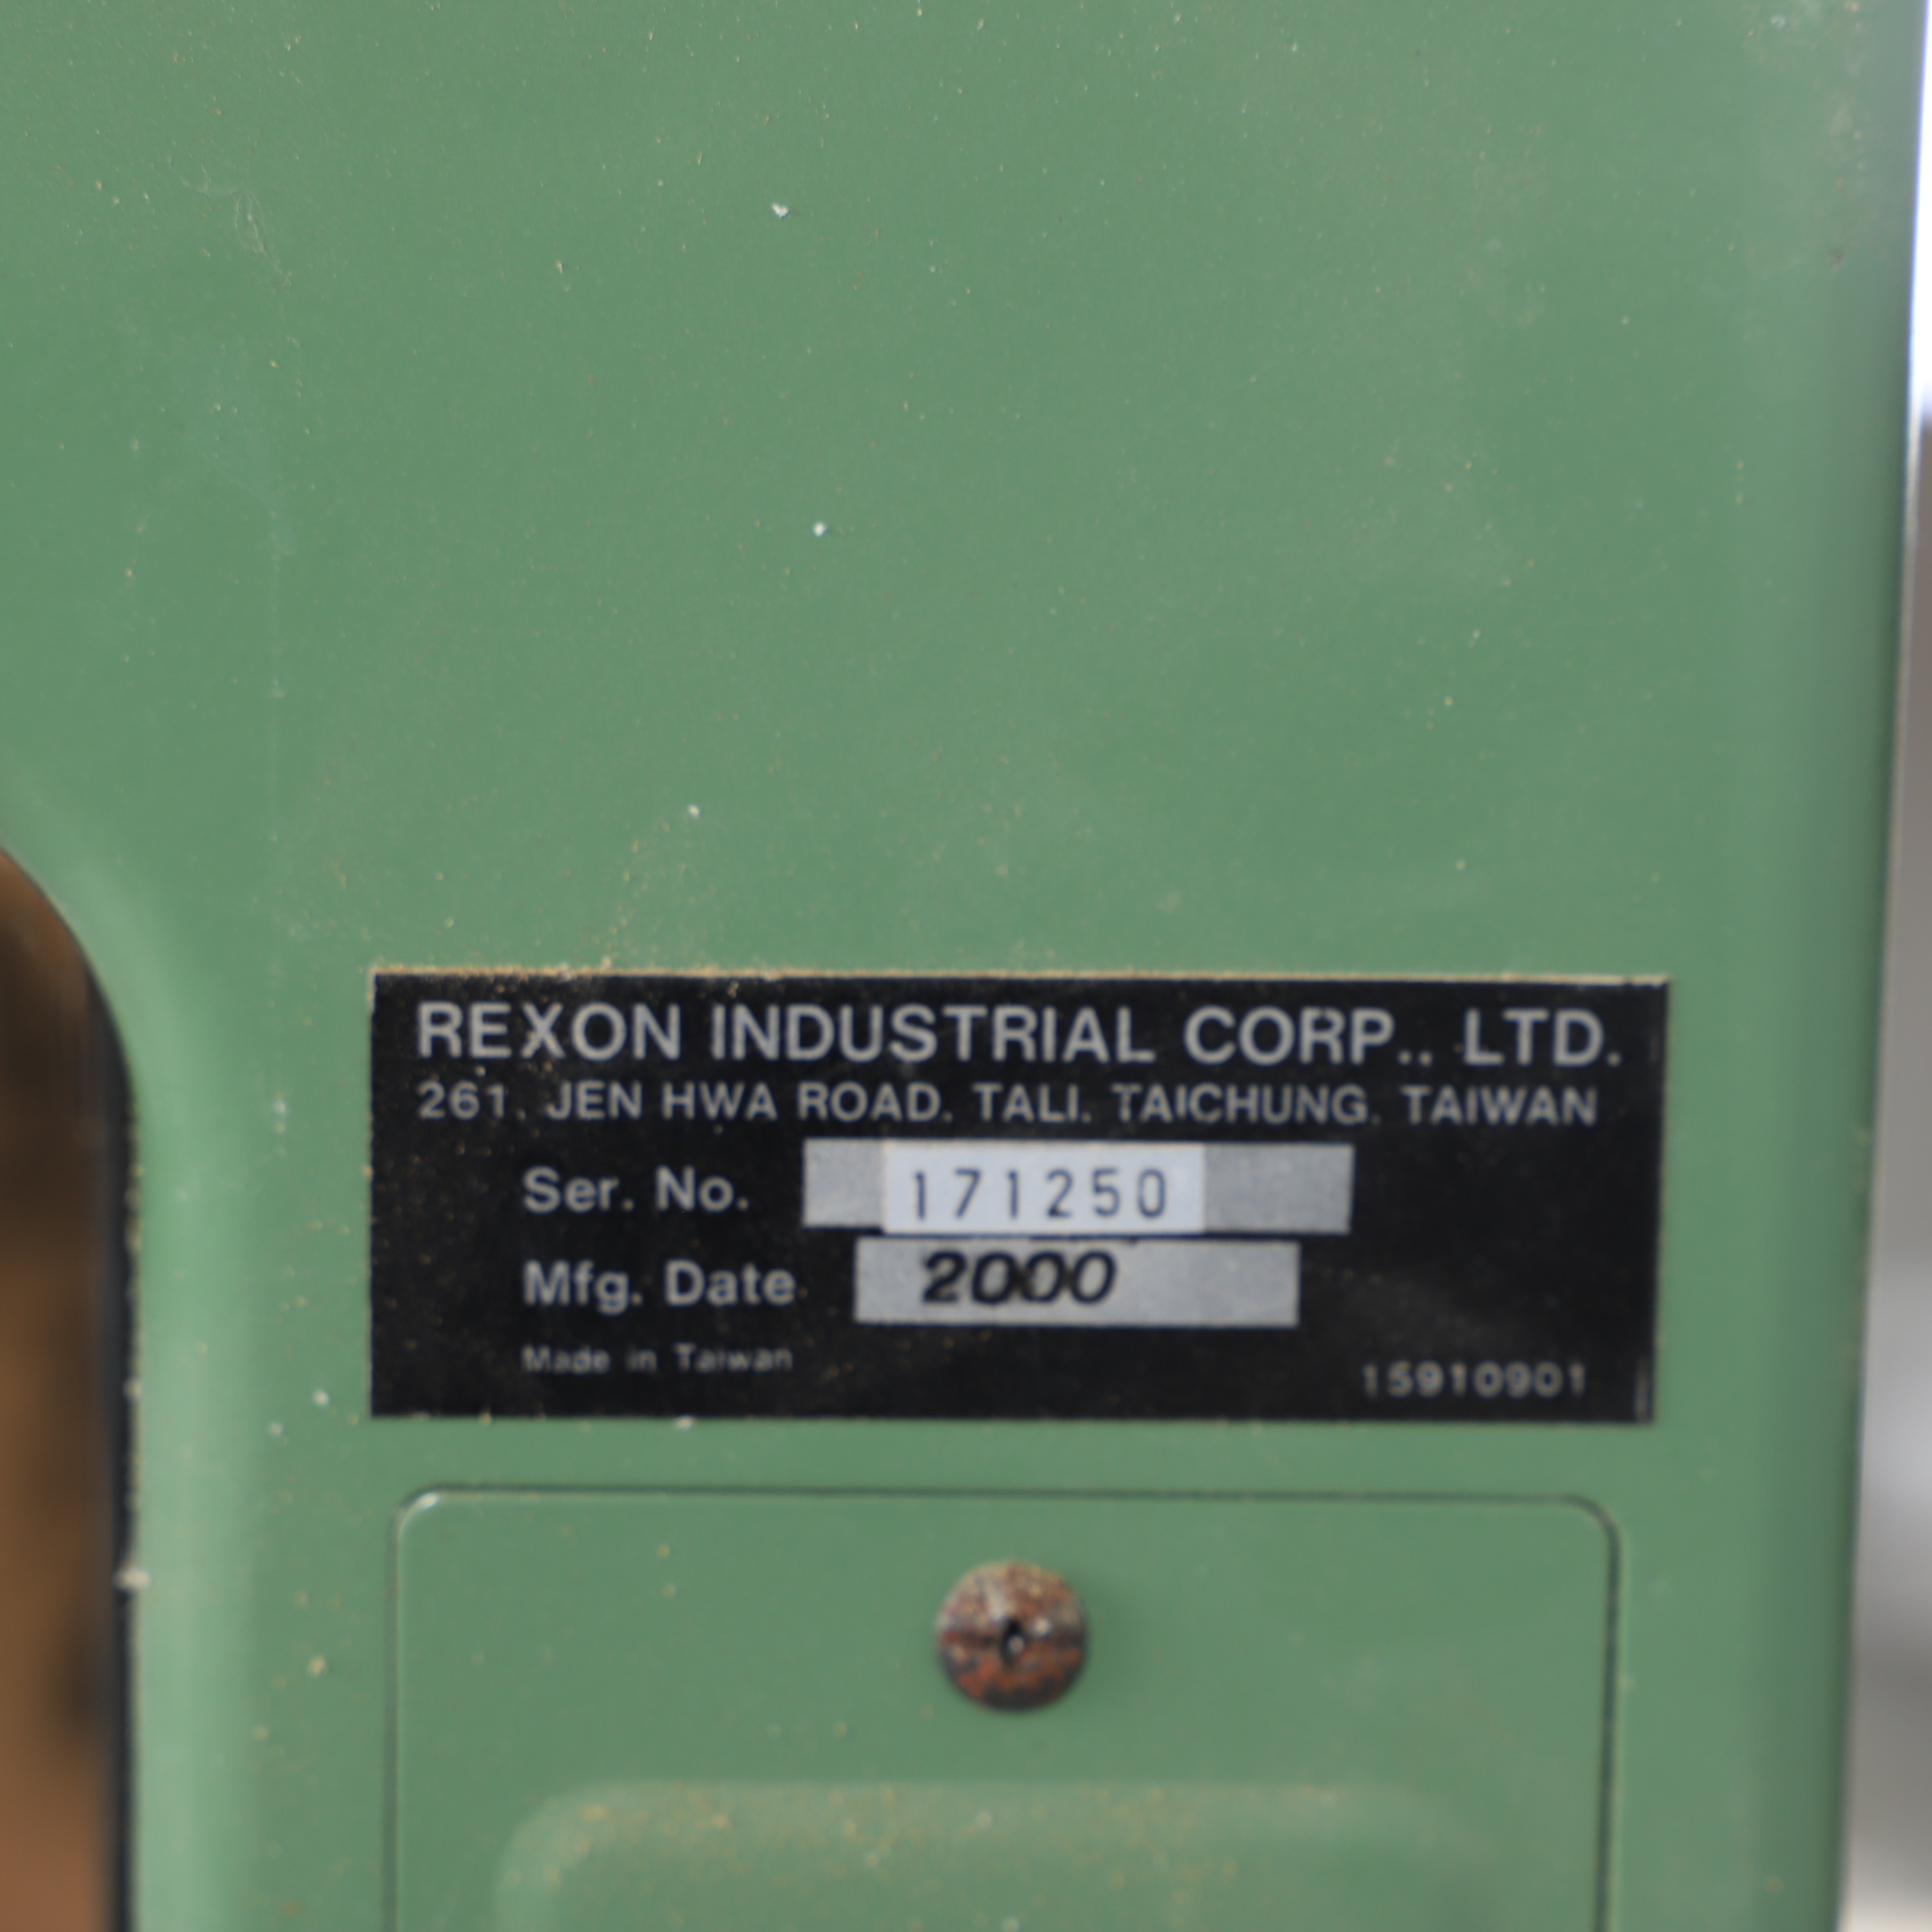 REXON INDUSTRIAL CORP.. LTD.
261. JEN HWA ROAD. TALI. TAICHUNG. TAIWAN
Ser. No. 171250
Mfg. Date 2000
Made in Taiwan
15910901